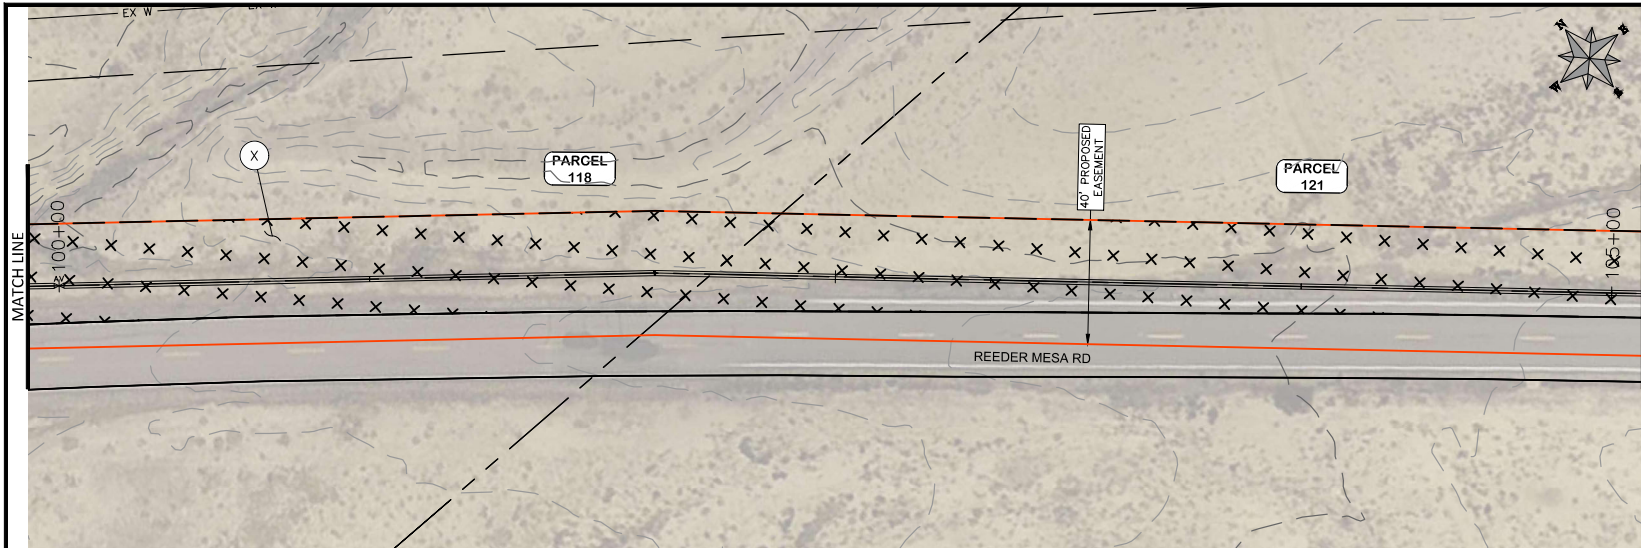 EX W
PARCEL
118
X
40' PROPOSED
EASEMENT
PARCEL
121
100+00
105+00
MATCH LINE
REEDER MESA RD